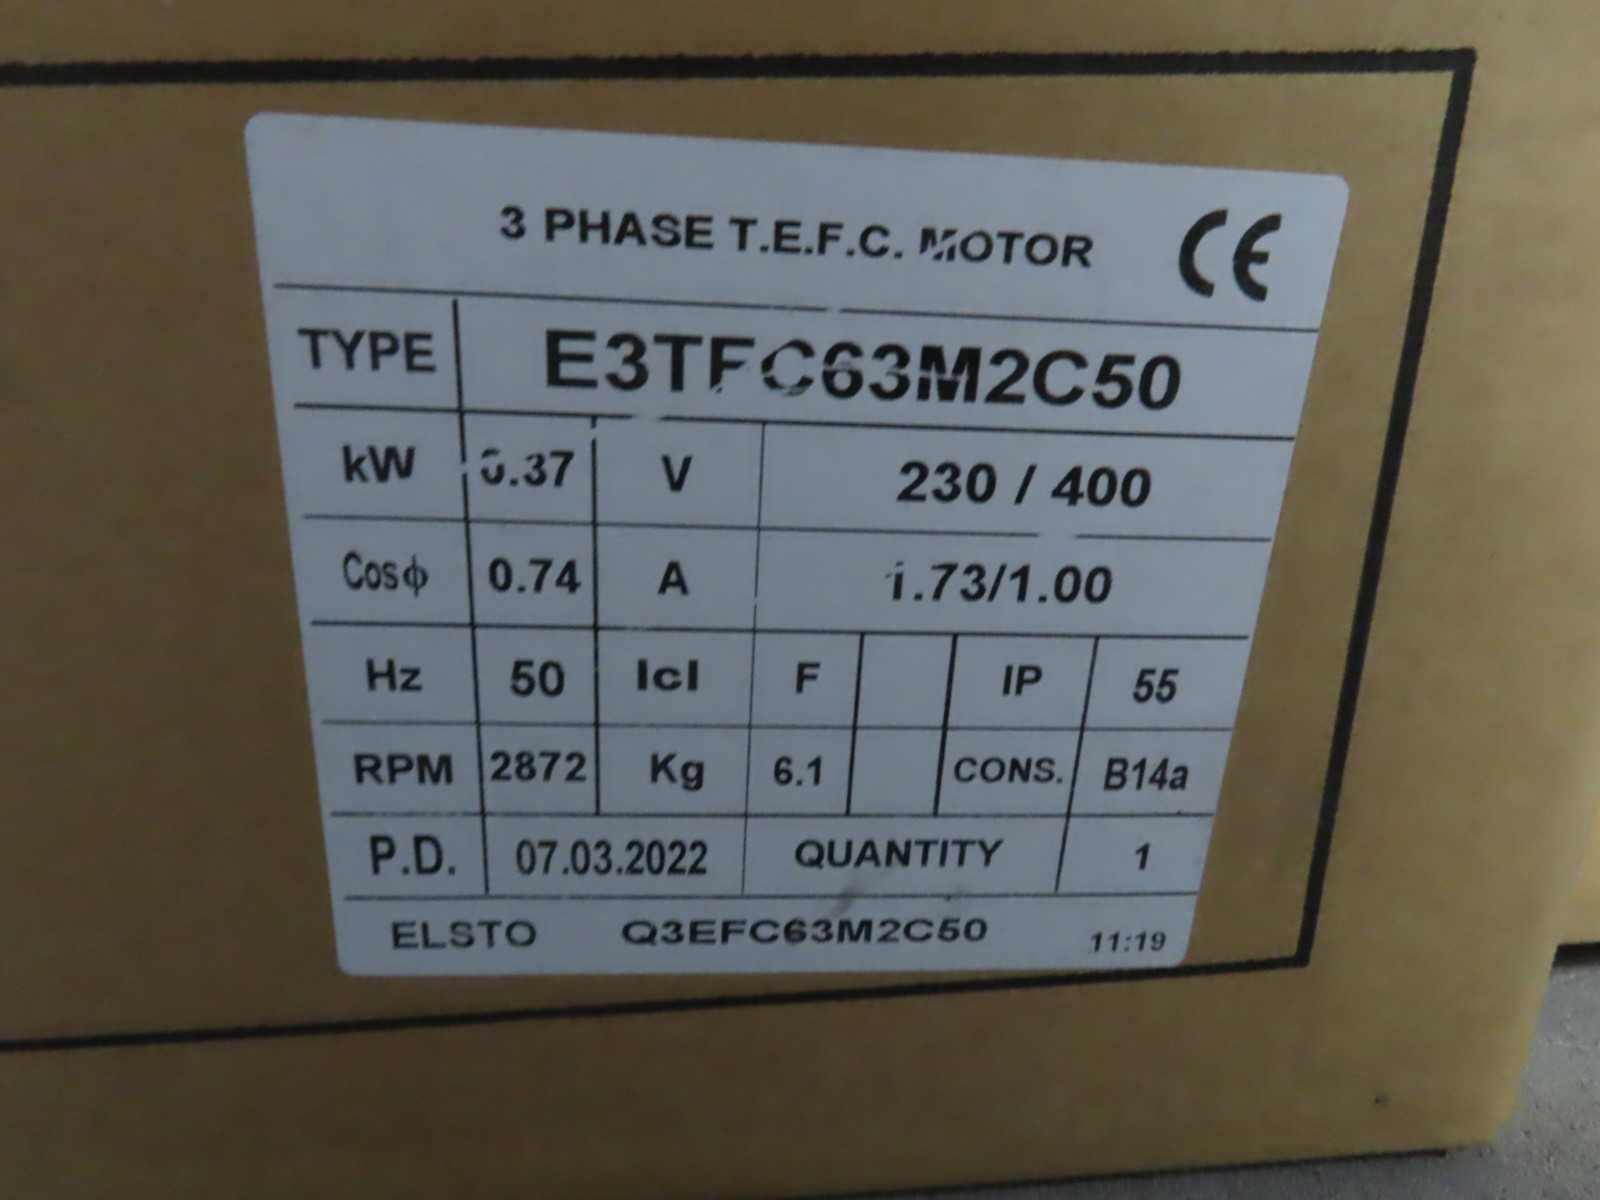 3 PHASE T.E.F.C. MOTOR CE
TYPE E3TFC63M2C50
kW 0.37 V 230 / 400
Cosϕ 0.74 A 1.73/1.00
Hz 50 Icl F IP 55
RPM 2872 Kg 6.1 CONS. B14a
P.D. 07.03.2022 QUANTITY 1
ELSTO Q3EFC63M2C50 11:19